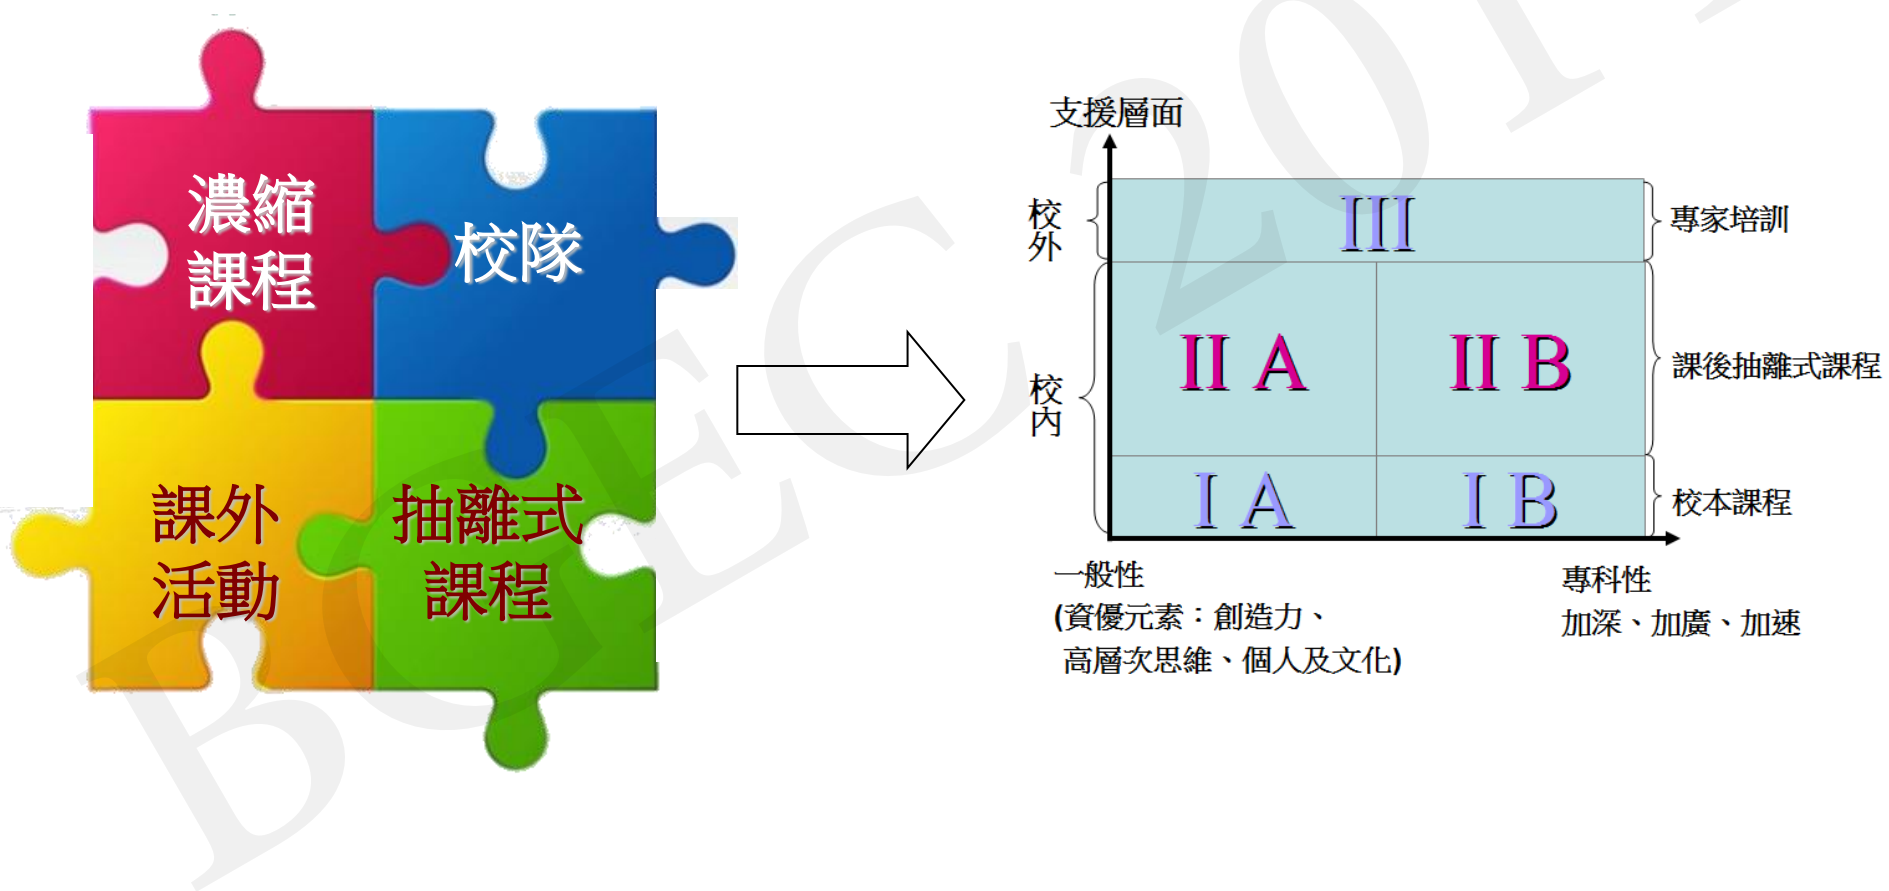 濃縮
課程
校隊
課外
活動
抽離式
課程
支援層面
校外
校內
III
II A
II B
I A
I B
專家培訓
課後抽離式課程
校本課程
一般性
(資優元素：創造力、
高層次思維、個人及文化)
專科性
加深、加廣、加速